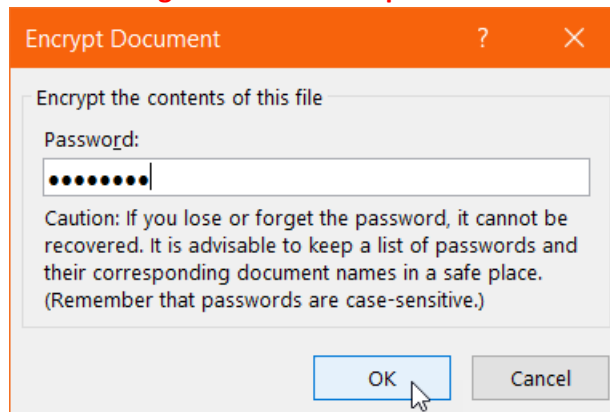 Encrypt Document ? ×
Encrypt the contents of this file
Password:
●●●●●●●●
Caution: If you lose or forget the password, it cannot be
recovered. It is advisable to keep a list of passwords and
their corresponding document names in a safe place.
(Remember that passwords are case-sensitive.)
OK Cancel